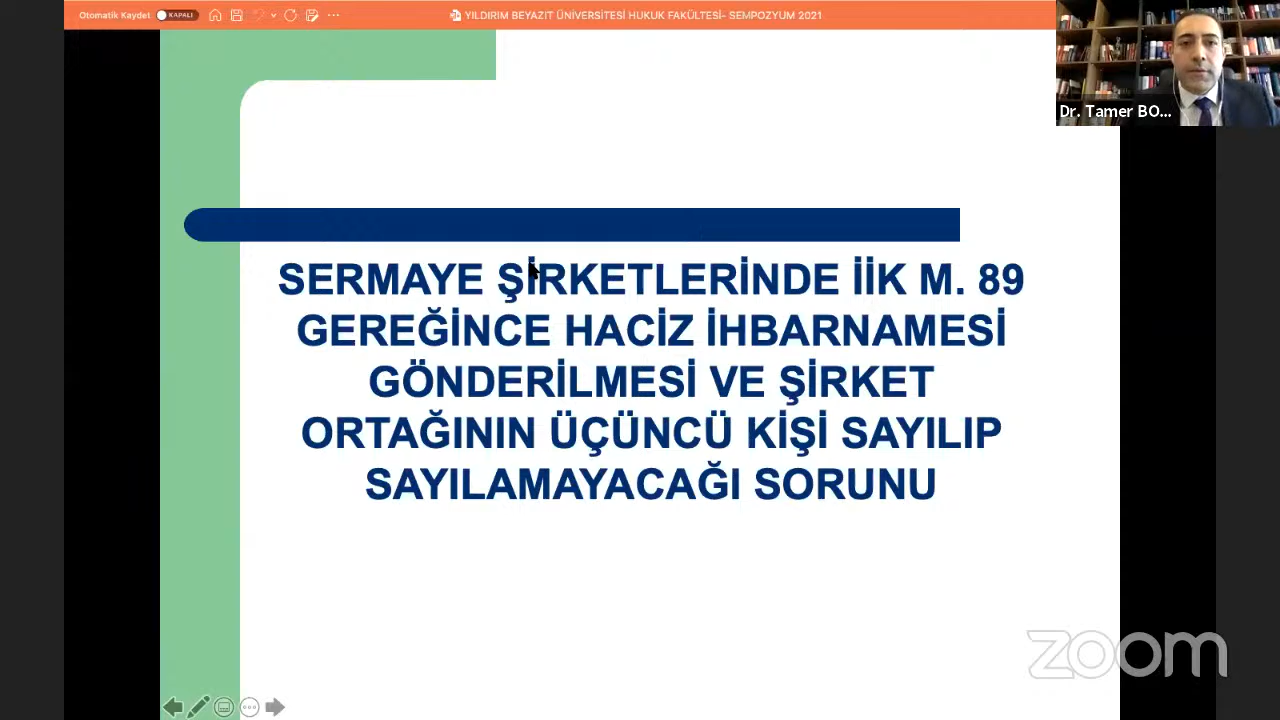 Otomatik Kaydet KAPALI
YILDIRIM BEYAZIT ÜNİVERSİTESİ HUKUK FAKÜLTESİ- SEMPOZYUM 2021
Dr. Tamer BO...
SERMAYE ŞİRKETLERİNDE İİK M. 89
GEREĞİNCE HACİZ İHBARNAMESİ
GÖNDERİLMESİ VE ŞİRKET
ORTAĞININ ÜÇÜNCÜ KİŞİ SAYILIP
SAYILAMAYACAĞI SORUNU
zoom